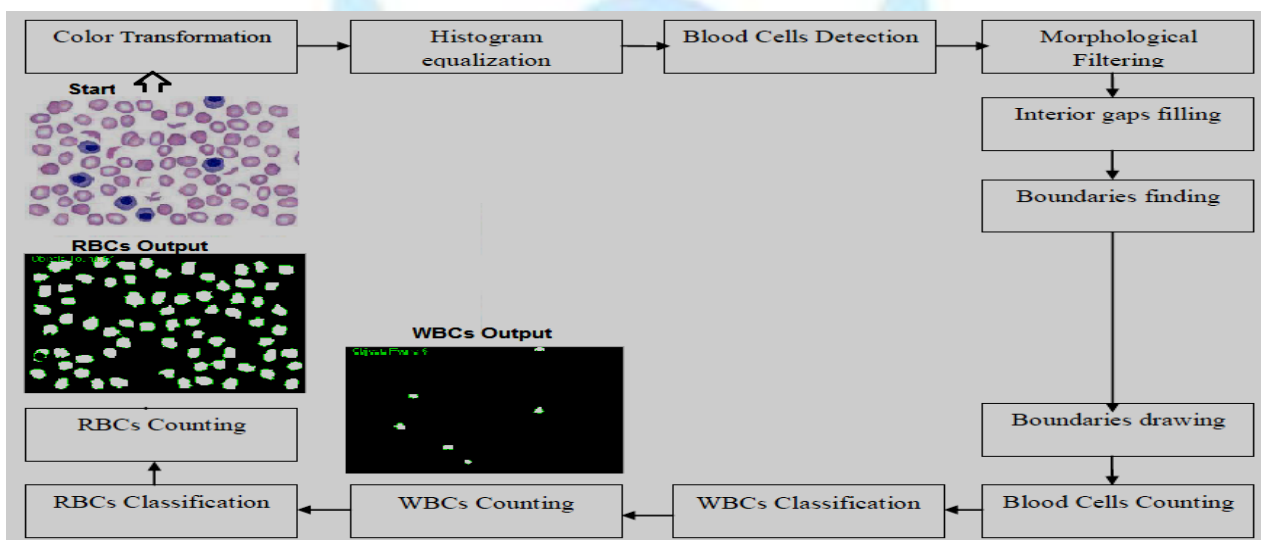 Color Transformation
Histogram
equalization
Blood Cells Detection
Morphological
Filtering
Start
Interior gaps filling
Boundaries finding
RBCs Output
WBCs Output
Boundaries drawing
RBCs Counting
RBCs Classification
WBCs Counting
WBCs Classification
Blood Cells Counting